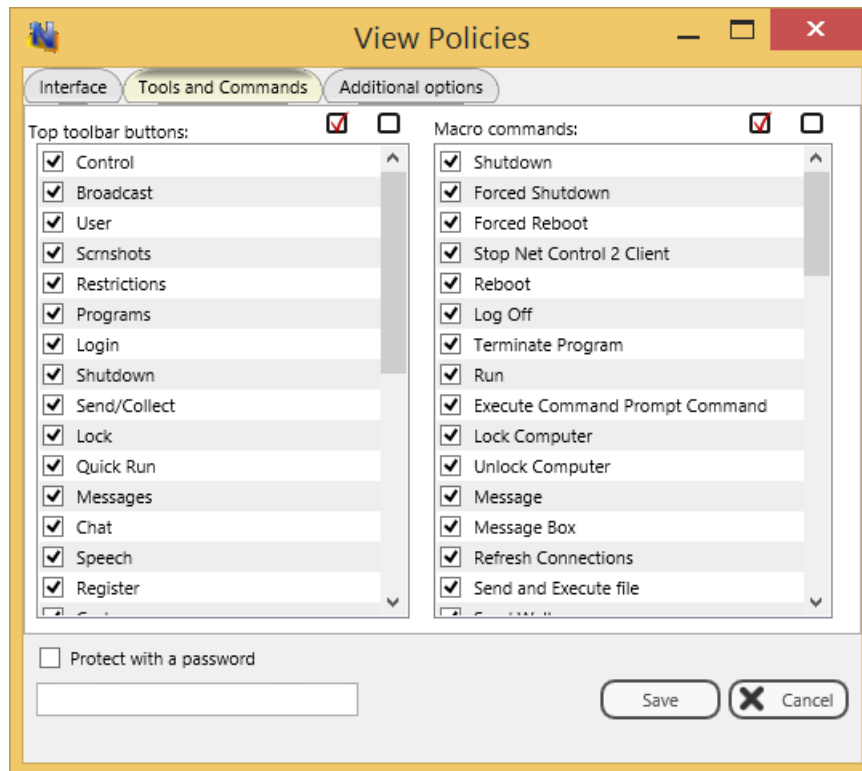 View Policies
Interface
Tools and Commands
Additional options
Top toolbar buttons:
Control
Broadcast
User
Scrnshots
Restrictions
Programs
Login
Shutdown
Send/Collect
Lock
Quick Run
Messages
Chat
Speech
Register
Macro commands:
Shutdown
Forced Shutdown
Forced Reboot
Stop Net Control 2 Client
Reboot
Log Off
Terminate Program
Run
Execute Command Prompt Command
Lock Computer
Unlock Computer
Message
Message Box
Refresh Connections
Send and Execute file
Protect with a password
Save
Cancel